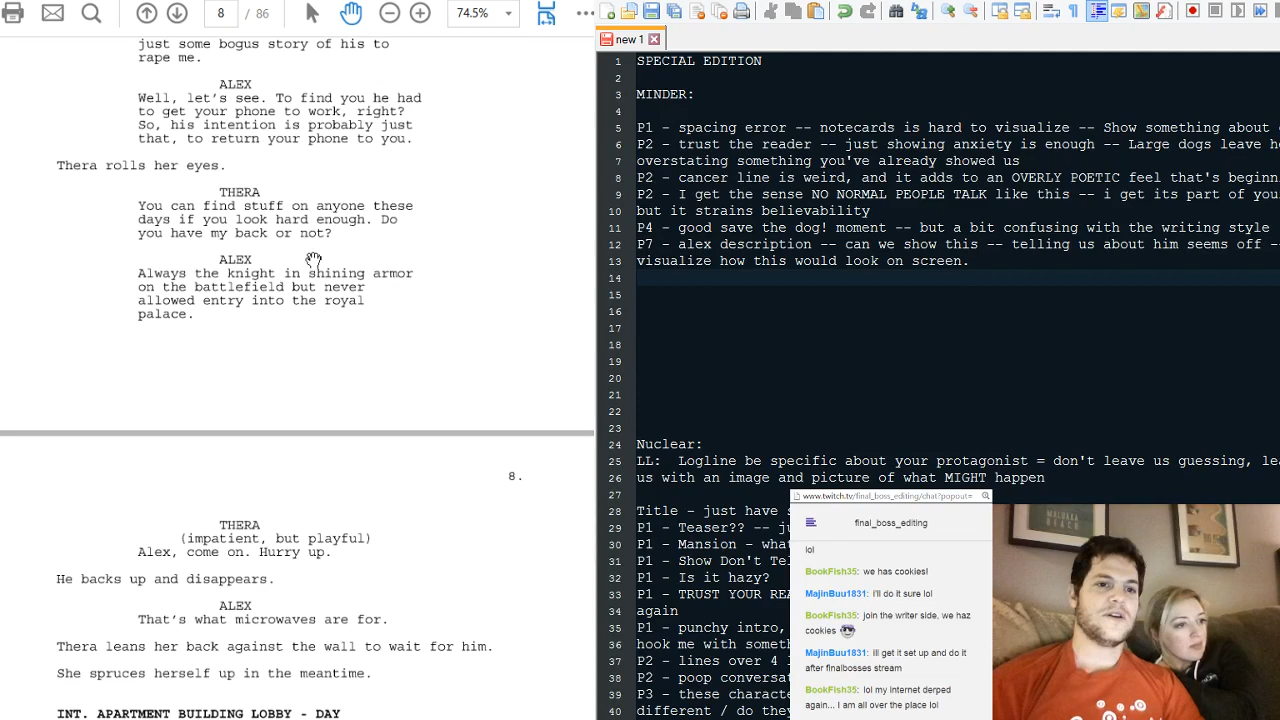 8 / 86
74.5%
just some bogus story of his to
rape me.
ALEX
Well, let's see. To find you he had
to get your phone to work, right?
So, his intention is probably just
that, to return your phone to you.
Thera rolls her eyes.
THERA
You can find stuff on anyone these
days if you look hard enough. Do
you have my back or not?
ALEX
Always the knight in shining armor
on the battlefield but never
allowed entry into the royal
palace.
8.
THERA
(impatient, but playful)
Alex, come on. Hurry up.
He backs up and disappears.
ALEX
That's what microwaves are for.
Thera leans her back against the wall to wait for him.
She spruces herself up in the meantime.
INT. APARTMENT BUILDING LOBBY - DAY
new 1
1 SPECIAL EDITION
2
3 MINDER:
4
5 P1 - spacing error -- notecards is hard to visualize -- Show something about
6 P2 - trust the reader -- just showing anxiety is enough -- Large dogs leave
7 overstating something you've already showed us
8 P2 - cancer line is weird, and it adds to an OVERLY POETIC feel that's
9 P2 - I get the sense NO NORMAL PEOPLE TALK like this -- i get its part of
10 but it strains believability
11 P4 - good save the dog! moment -- but a bit confusing with the writing style
12 P7 - alex description -- can we show this -- telling us about him seems off
13 visualize how this would look on screen.
14
15
16
17
18
19
20
21
22
23
24 Nuclear:
25 LL: Logline be specific about your protagonist = don't leave us guessing,
26 us with an image and picture of what MIGHT happen
27
28 Title - just have
29 P1 - Teaser?? --
30 P1 - Mansion -
31 P1 - Show Don't
32 P1 - Is it hazy?
33 P1 - TRUST YOUR
34 again
35 P1 - punchy intro,
36 hook me with
37 P2 - lines over 4
38 P2 - poop
39 P3 - these
40 different / do
www.twitch.tv/final_boss_editing/chat?popout=
final_boss_editing
lol
BookFish35: we has cookies!
MajinBuu1831: i'll do it sure lol
BookFish35: join the writer side, we haz
cookies
MajinBuu1831: ill get it set up and do it
after finalbosses stream
BookFish35: lol my internet derped
again... I am all over the place lol